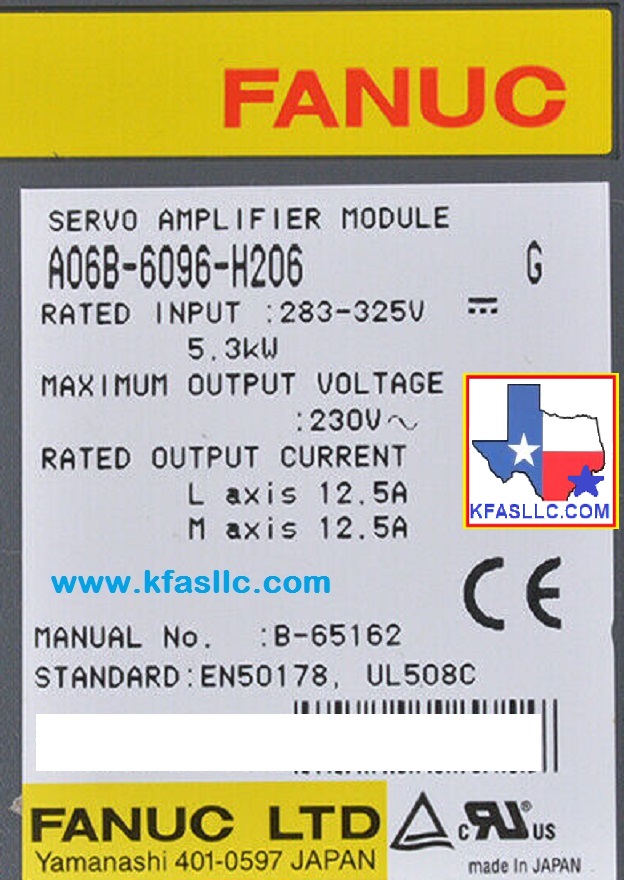 FANUC
SERVO AMPLIFIER MODULE
A06B-6096-H206 G
RATED INPUT :283-325V ⎓
5.3kW
MAXIMUM OUTPUT VOLTAGE
:230V~
RATED OUTPUT CURRENT
L axis 12.5A
M axis 12.5A
KFASLLC.COM
www.kfasllc.com
CE
MANUAL No. :B-65162
STANDARD:EN50178, UL508C
FANUC LTD
Yamanashi 401-0597 JAPAN
c RU® US
made In JAPAN